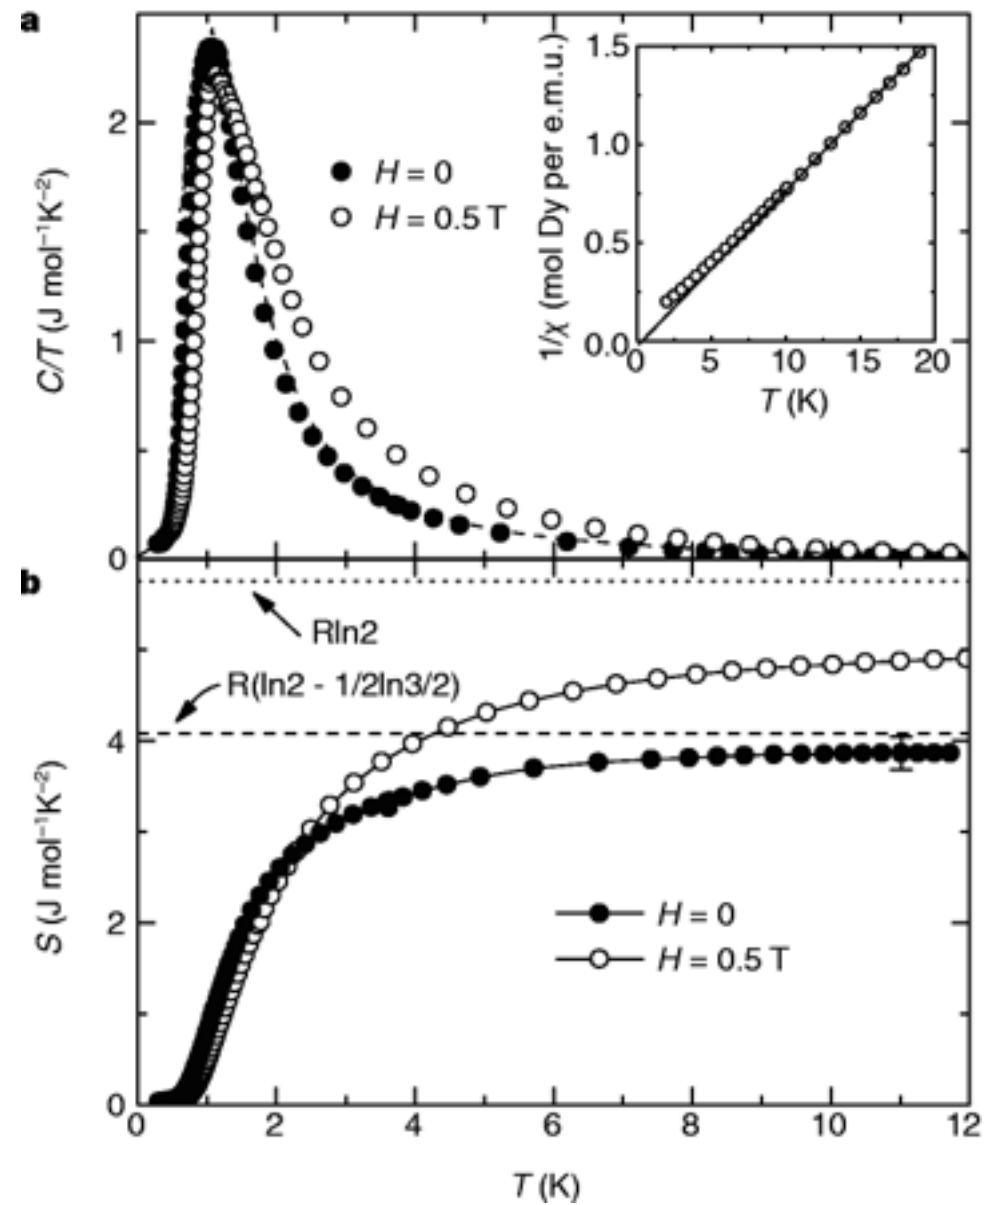 a
C/T (J mol⁻¹K⁻²)
2
1
0
H = 0
H = 0.5 T
1/χ (mol Dy per e.m.u.)
1.5
1.0
0.5
0.0
0 5 10 15 20
T (K)
b
Rln2
R(ln2 - 1/2ln3/2)
S (J mol⁻¹K⁻²)
4
2
0
H = 0
H = 0.5 T
0 2 4 6 8 10 12
T (K)